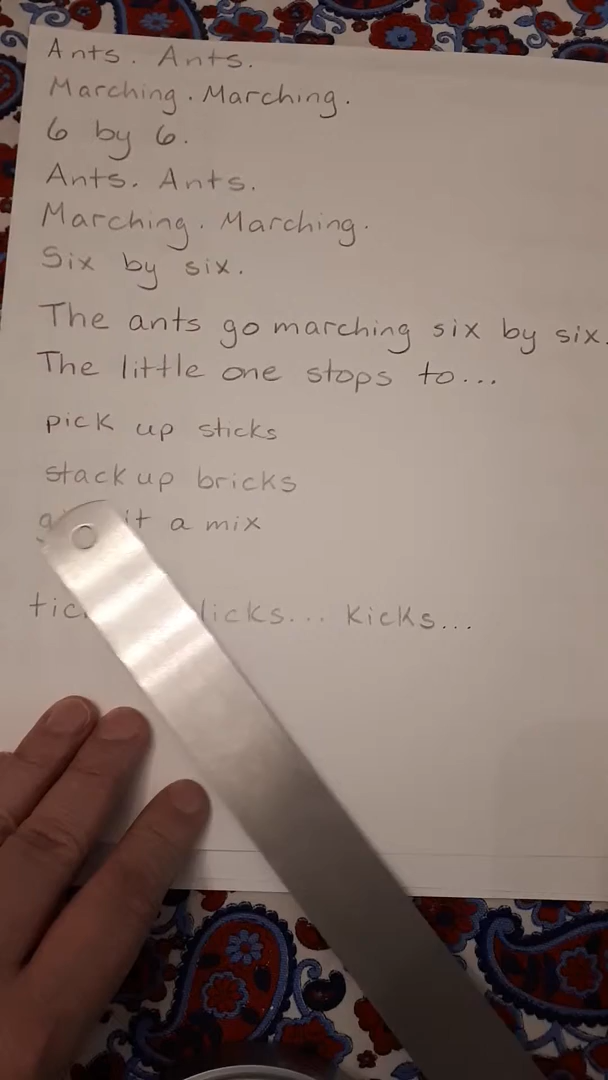 Ants. Ants.
Marching. Marching.
6 by 6.
Ants. Ants.
Marching. Marching.
Six by six.
The ants go marching six by six.
The little one stops to...
pick up sticks
stack up bricks
it a mix
licks... kicks...